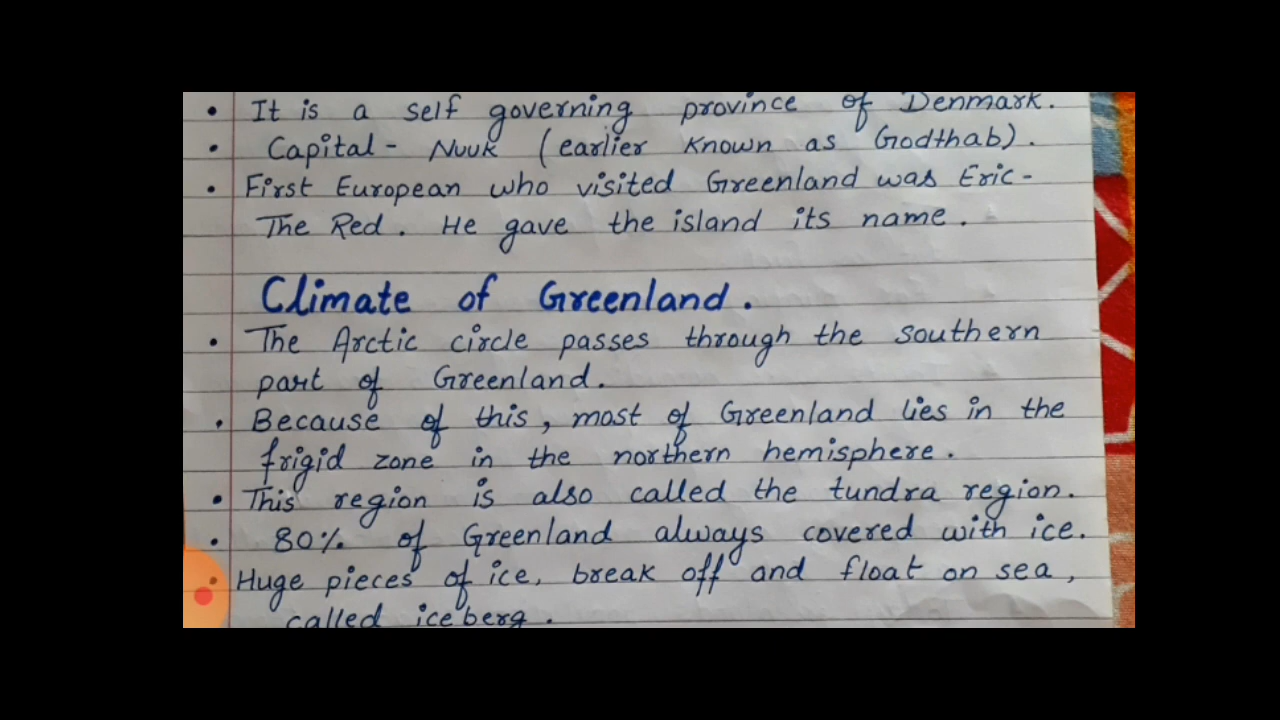 • It is a self governing province of Denmark.
• Capital - Nuuk (earlier known as Godthab).
• First European who visited Greenland was Eric-
The Red. He gave the island its name.
Climate of Greenland.
• The Arctic circle passes through the southern
part of Greenland.
• Because of this, most of Greenland lies in the
frigid zone in the northern hemisphere.
• This region is also called the tundra region.
• 80% of Greenland always covered with ice.
• Huge pieces of ice, break off and float on sea,
called iceberg.